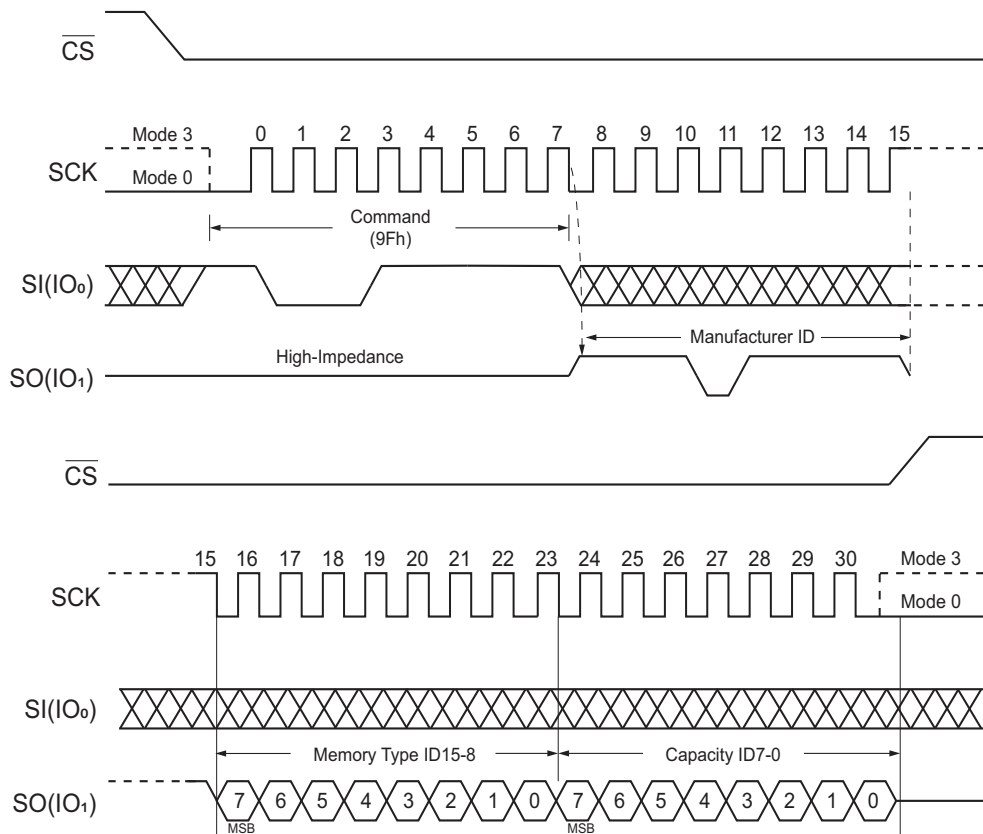 CS
Mode 3
0 1 2 3 4 5 6 7 8 9 10 11 12 13 14 15
SCK
Mode 0
Command
(9Fh)
SI(IO₀)
Manufacturer ID
High-Impedance
SO(IO₁)
CS
15 16 17 18 19 20 21 22 23 24 25 26 27 28 29 30
Mode 3
SCK
Mode 0
SI(IO₀)
Memory Type ID15-8
Capacity ID7-0
SO(IO₁)
7 6 5 4 3 2 1 0 7 6 5 4 3 2 1 0
MSB
MSB